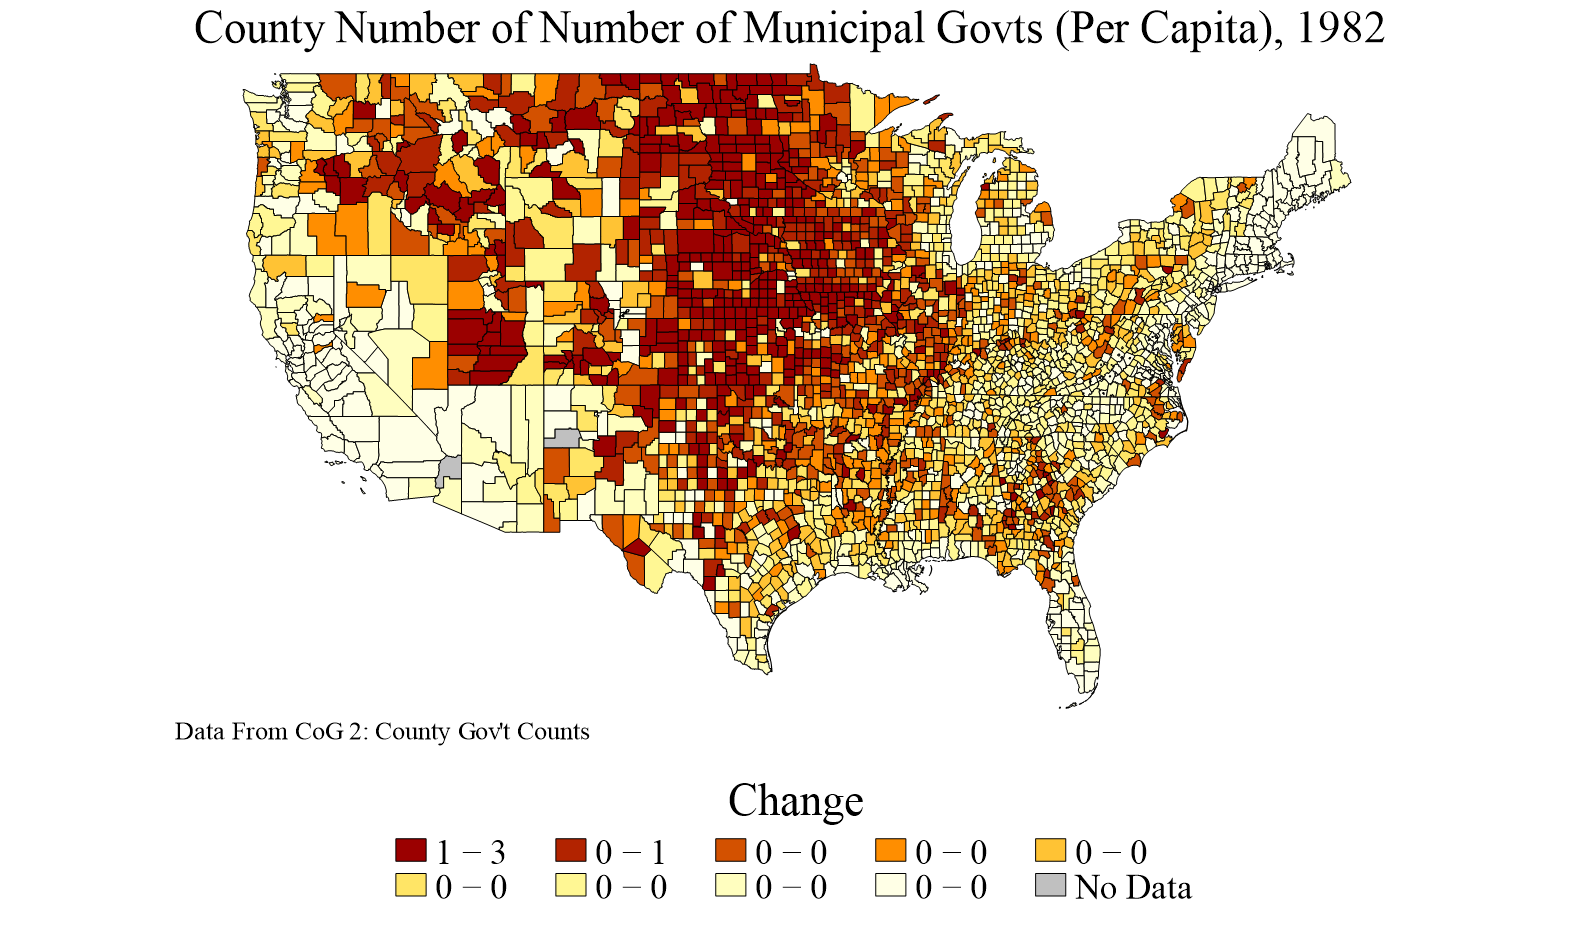 County Number of Number of Municipal Govts (Per Capita), 1982
Data From CoG 2: County Gov't Counts
Change
1 − 3 0 − 1 0 − 0 0 − 0 0 − 0
0 − 0 0 − 0 0 − 0 0 − 0 No Data